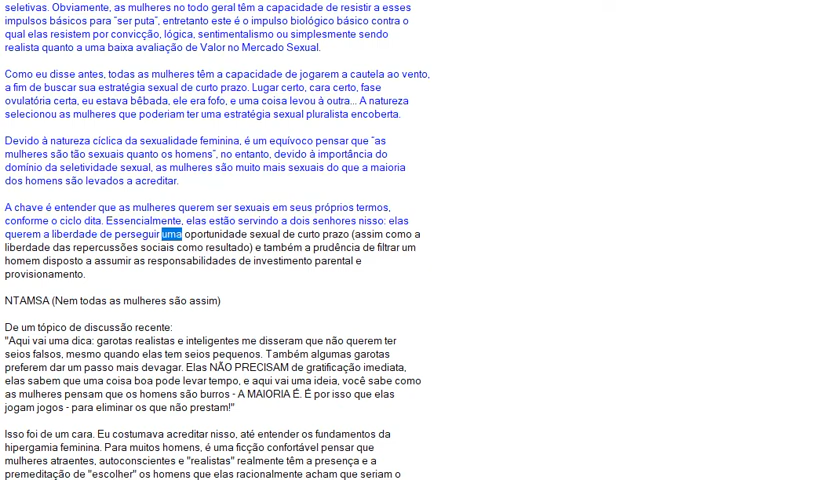 seletivas. Obviamente, as mulheres no todo geral têm a capacidade de resistir a esses
impulsos básicos para "ser puta", entretanto este é o impulso biológico básico contra o
qual elas resistem por convicção, lógica, sentimentalismo ou simplesmente sendo
realista quanto a uma baixa avaliação de Valor no Mercado Sexual.
Como eu disse antes, todas as mulheres têm a capacidade de jogarem a cautela ao vento,
a fim de buscar sua estratégia sexual de curto prazo. Lugar certo, cara certo, fase
ovulatória certa, eu estava bêbada, ele era fofo, e uma coisa levou à outra... A natureza
selecionou as mulheres que poderiam ter uma estratégia sexual pluralista encoberta.
Devido à natureza cíclica da sexualidade feminina, é um equívoco pensar que "as
mulheres são tão sexuais quanto os homens", no entanto, devido à importância do
domínio da seletividade sexual, as mulheres são muito mais sexuais do que a maioria
dos homens são levados a acreditar.
A chave é entender que as mulheres querem ser sexuais em seus próprios termos,
conforme o ciclo dita. Essencialmente, elas estão servindo a dois senhores nisso: elas
querem a liberdade de perseguir uma oportunidade sexual de curto prazo (assim como a
liberdade das repercussões sociais como resultado) e também a prudência de filtrar um
homem disposto a assumir as responsabilidades de investimento parental e
provisionamento.
NTAMSA (Nem todas as mulheres são assim)
De um tópico de discussão recente:
"Aqui vai uma dica: garotas realistas e inteligentes me disseram que não querem ter
seios falsos, mesmo quando elas tem seios pequenos. Também algumas garotas
preferem dar um passo mais devagar. Elas NÃO PRECISAM de gratificação imediata,
elas sabem que uma coisa boa pode levar tempo, e aqui vai uma ideia, você sabe como
as mulheres pensam que os homens são burros - A MAIORIA É. É por isso que elas
jogam jogos - para eliminar os que não prestam!"
Isso foi de um cara. Eu costumava acreditar nisso, até entender os fundamentos da
hipergamia feminina. Para muitos homens, é uma ficção confortável pensar que
mulheres atraentes, autoconscientes e "realistas" realmente têm a presença e a
premeditação de "escolher" os homens que elas racionalmente acham que seriam o